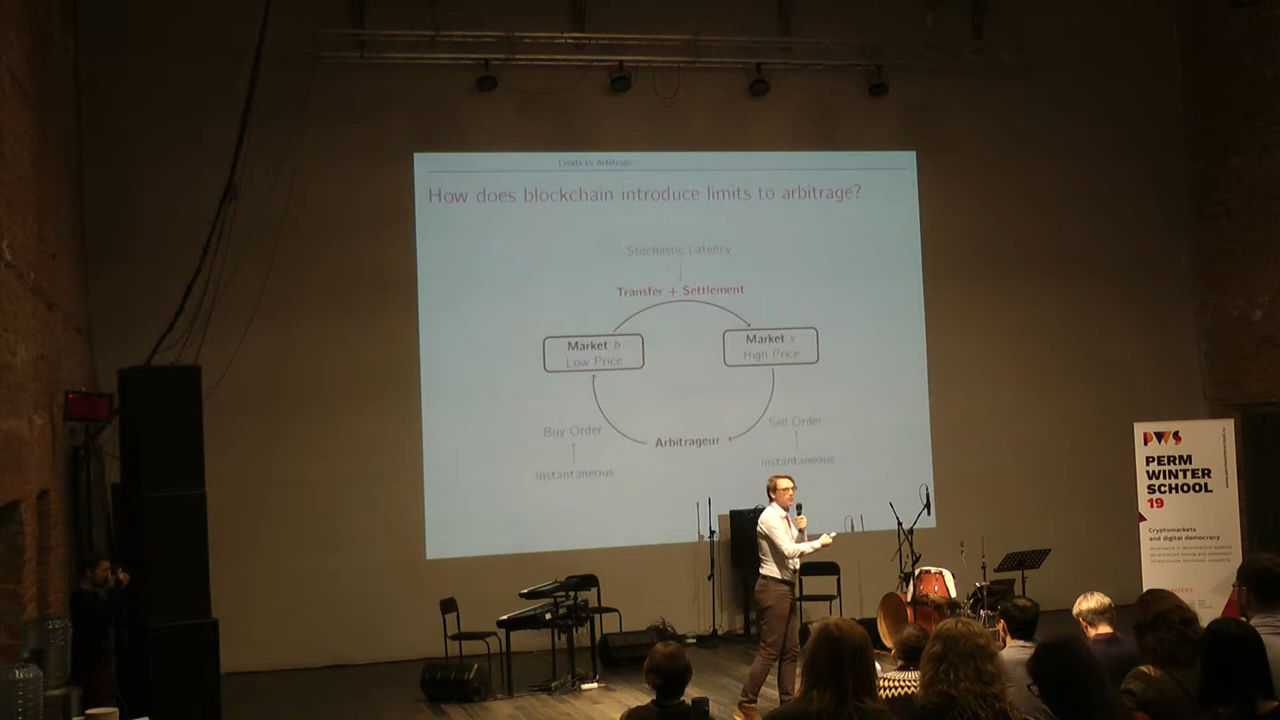 Limits to Arbitrage
How does blockchain introduce limits to arbitrage?
Stochastic Latency
Transfer + Settlement
Market b
Low Price
Market s
High Price
Buy Order
Sell Order
Arbitrageur
Instantaneous
Instantaneous
PWS
PERM
WINTER
SCHOOL
19
Cryptomarkets
and digital democracy